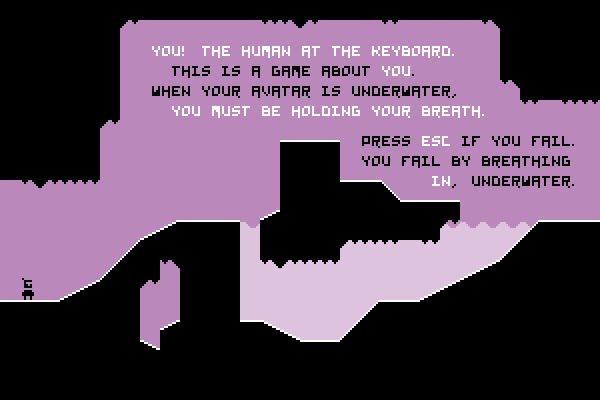 YOU! THE HUMAN AT THE KEYBOARD.
THIS IS A GAME ABOUT YOU.
WHEN YOUR AVATAR IS UNDERWATER,
YOU MUST BE HOLDING YOUR BREATH.
PRESS ESC IF YOU FAIL.
YOU FAIL BY BREATHING
IN, UNDERWATER.